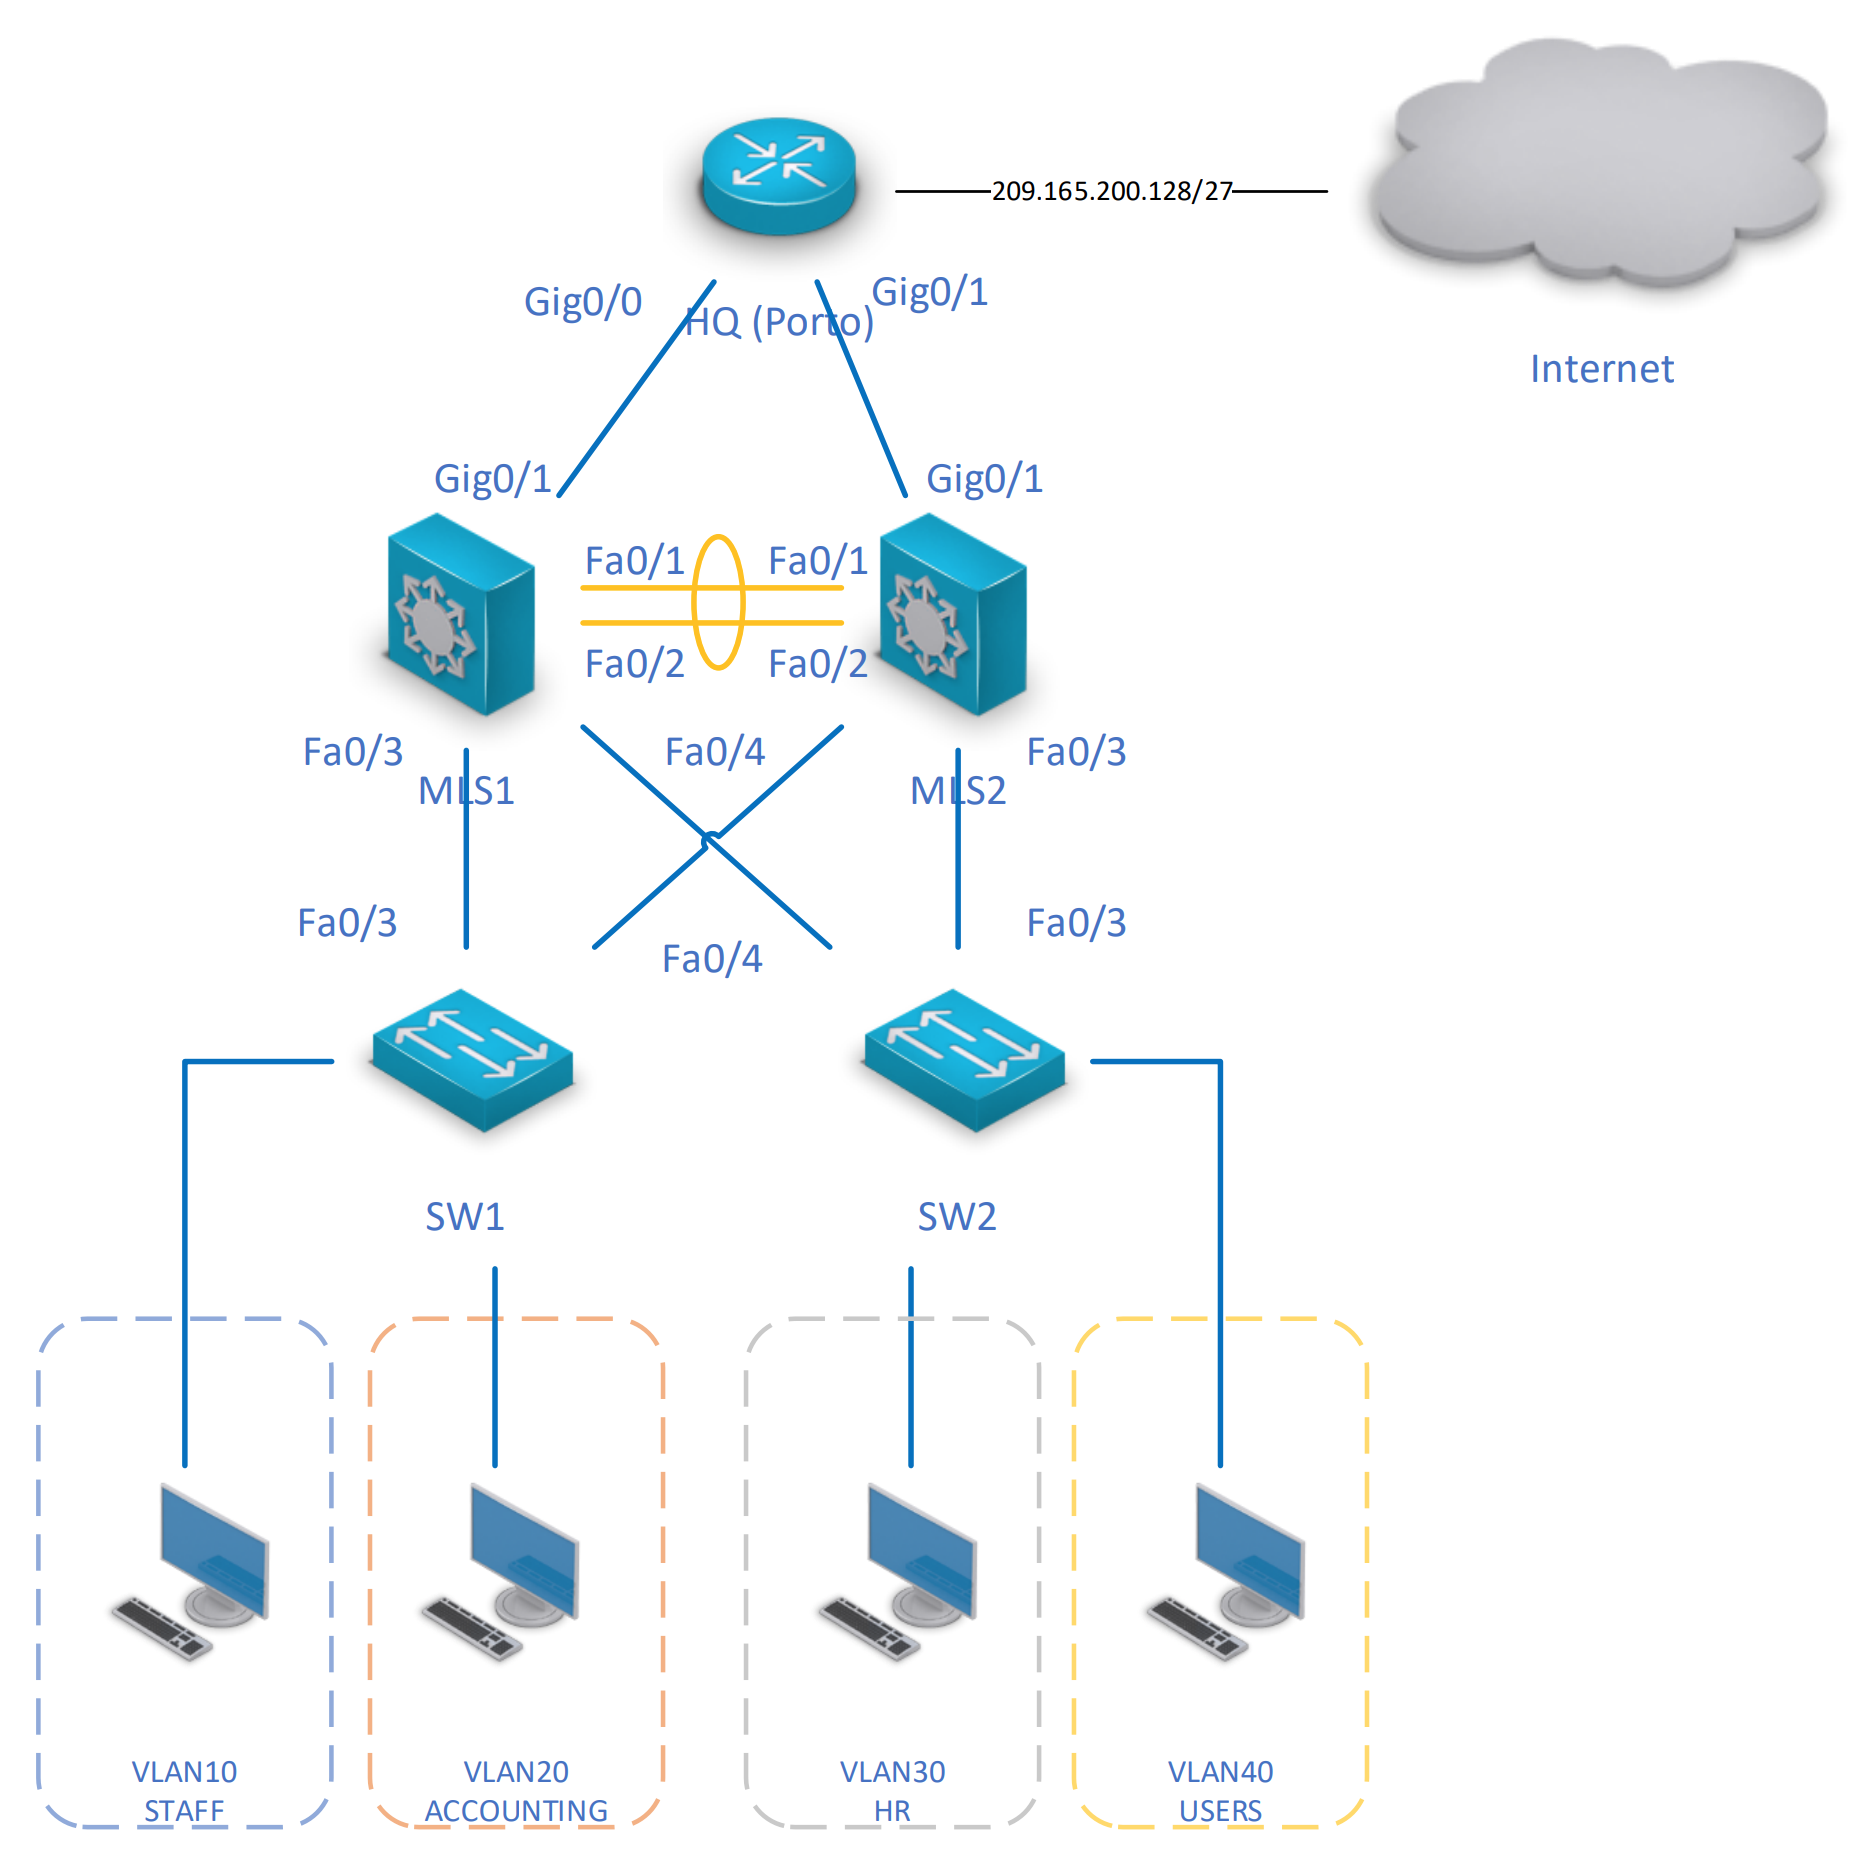 209.165.200.128/27
Gig0/0
Gig0/1
HQ (Porto)
Internet
Gig0/1
Gig0/1
Fa0/1
Fa0/1
Fa0/2
Fa0/2
Fa0/3
Fa0/4
Fa0/3
MLS1
MLS2
Fa0/3
Fa0/3
Fa0/4
SW1
SW2
VLAN10
STAFF
VLAN20
ACCOUNTING
VLAN30
HR
VLAN40
USERS